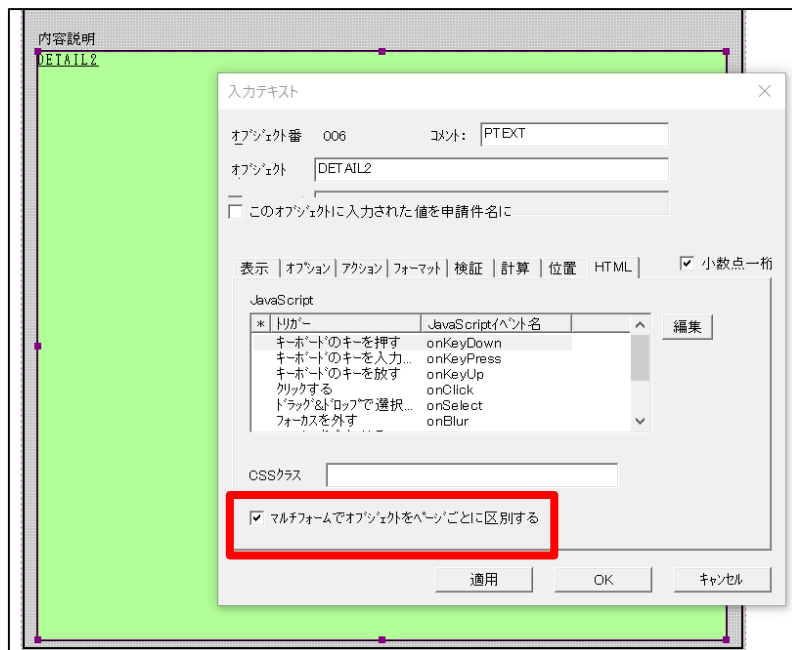 内容説明
DETAIL2
入力テキスト
オブジェクト番 006 コメント: PTEXT
オブジェクト DETAIL2
このオブジェクトに入力された値を申請件名に
表示 オプション アクション フォーマット 検証 計算 位置 HTML 小数点一桁
JavaScript
* トリガー JavaScriptイベント名
編集
キーボードのキーを押す onKeyDown
キーボードのキーを入力... onKeyPress
キーボードのキーを放す onKeyUp
クリックする onClick
ドラッグ&ドロップで選択... onSelect
フォーカスを外す onBlur
CSSクラス
マルチフォームでオブジェクトをページごとに区別する
適用 OK キャンセル